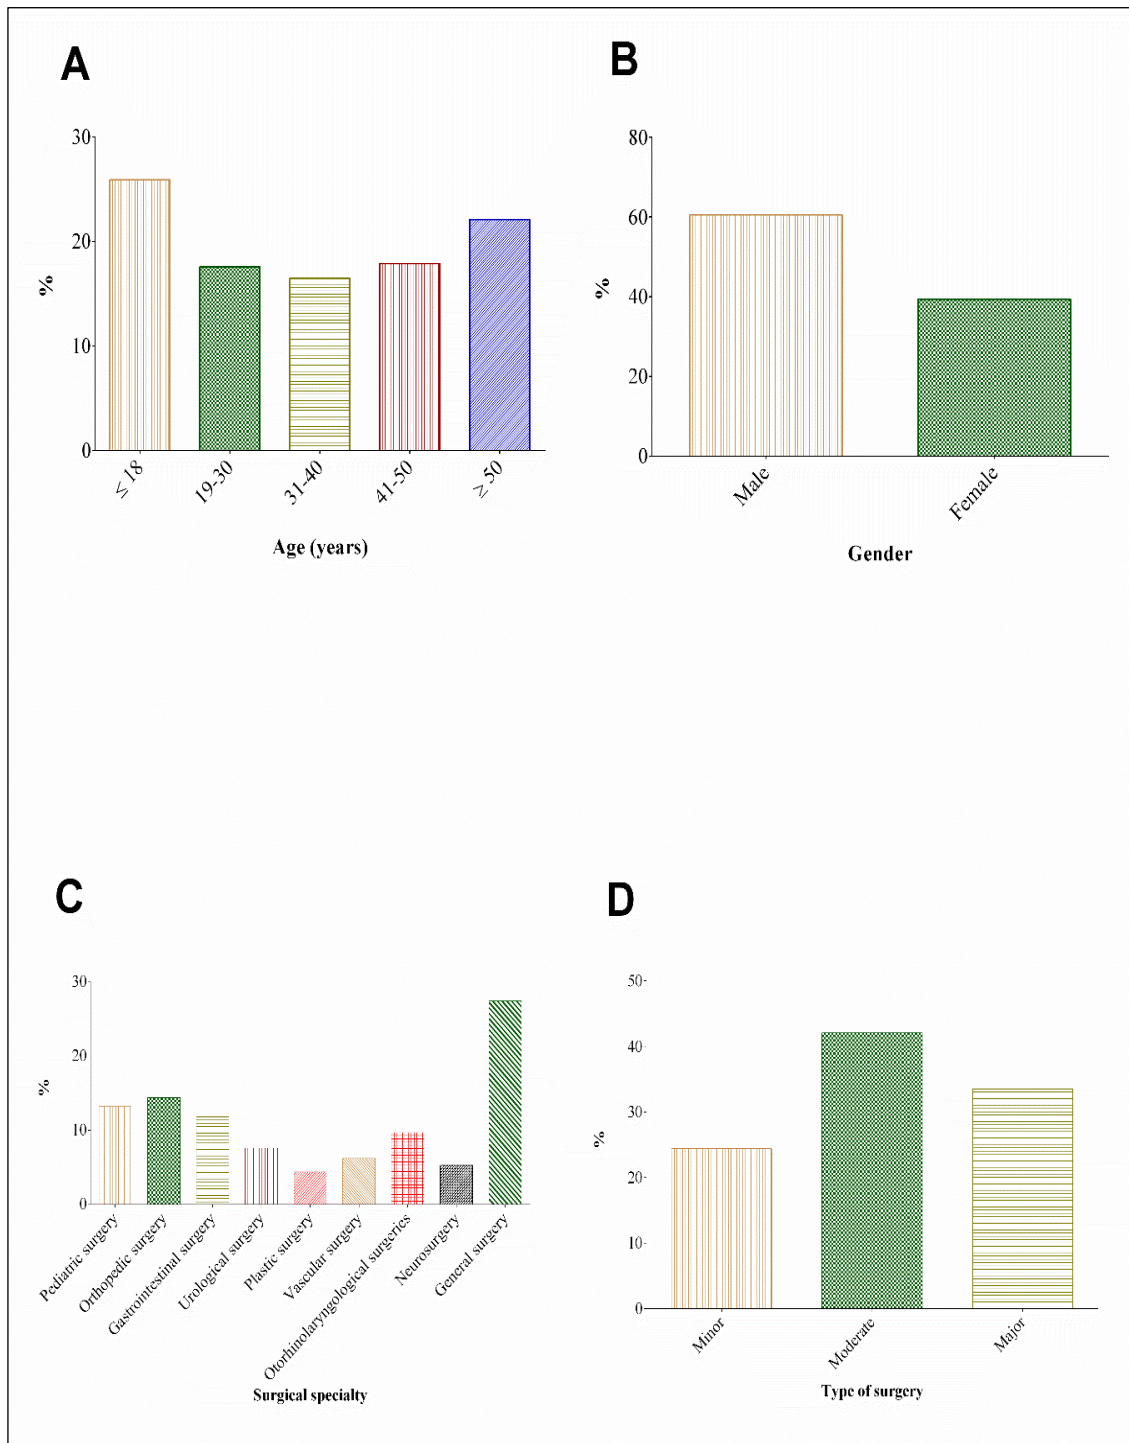 A
30
20
10
0
%
≤ 18
19-30
31-40
41-50
≥ 50
Age (years)
B
80
60
40
20
0
%
Male
Female
Gender
C
30
20
10
0
%
Pediatric surgery
Orthopedic surgery
Gastrointestinal surgery
Urological surgery
Plastic surgery
Vascular surgery
Otorhinolaryngological surgeries
Neurosurgery
General surgery
Surgical specialty
D
50
40
30
20
10
0
%
Minor
Moderate
Major
Type of surgery